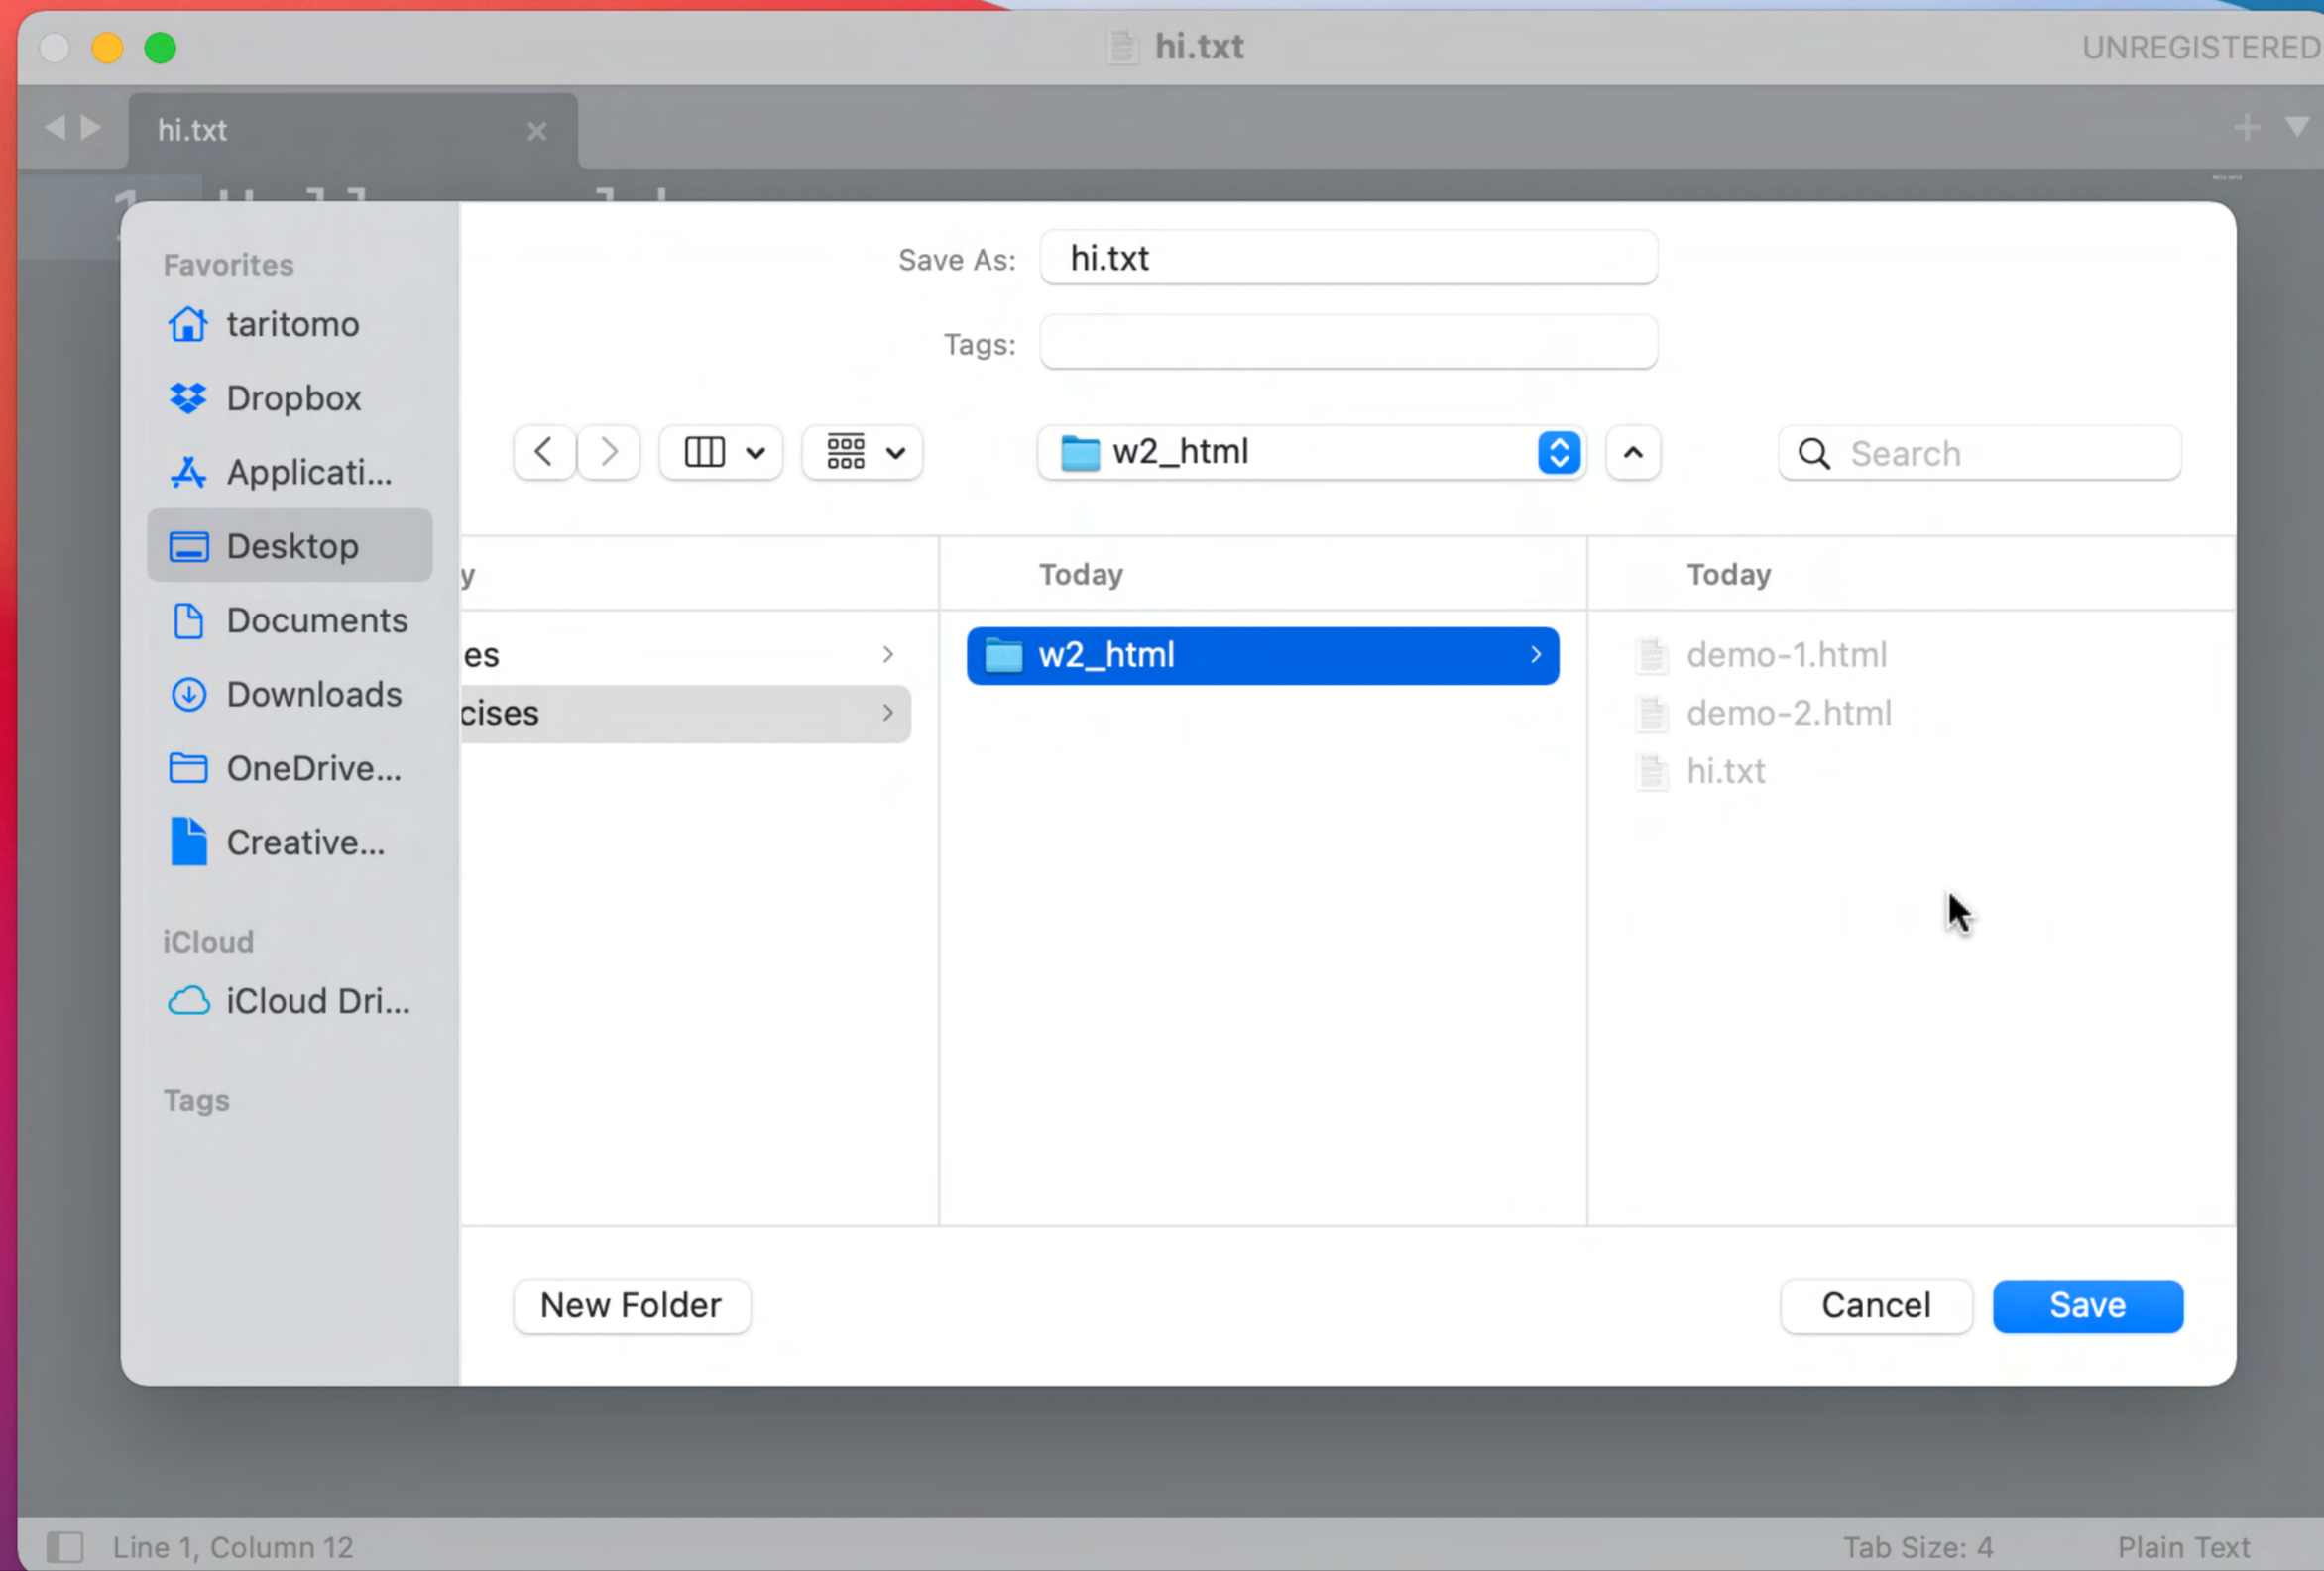 hi.txt
UNREGISTERED
hi.txt
1
Favorites
taritomo
Dropbox
Applicati...
Desktop
Documents
Downloads
OneDrive...
Creative...
iCloud
iCloud Dri...
Tags
Save As: hi.txt
Tags:
w2_html
Search
y
Today
Today
es
cises
w2_html
demo-1.html
demo-2.html
hi.txt
New Folder
Cancel
Save
Line 1, Column 12
Tab Size: 4
Plain Text